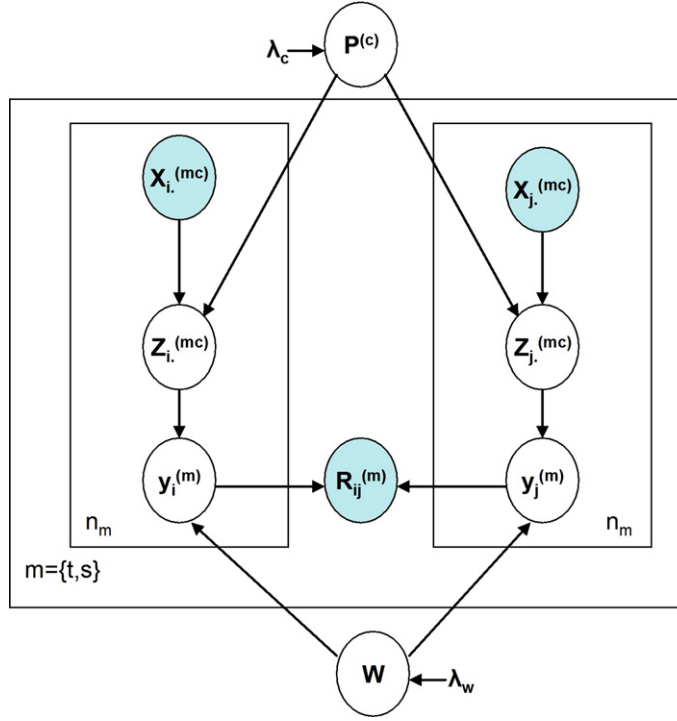 λc P(c)
Xi.(mc) Xj.(mc)
Zi.(mc) Zj.(mc)
yi(m) Rij(m) yj(m)
nm nm
m={t,s}
W λw